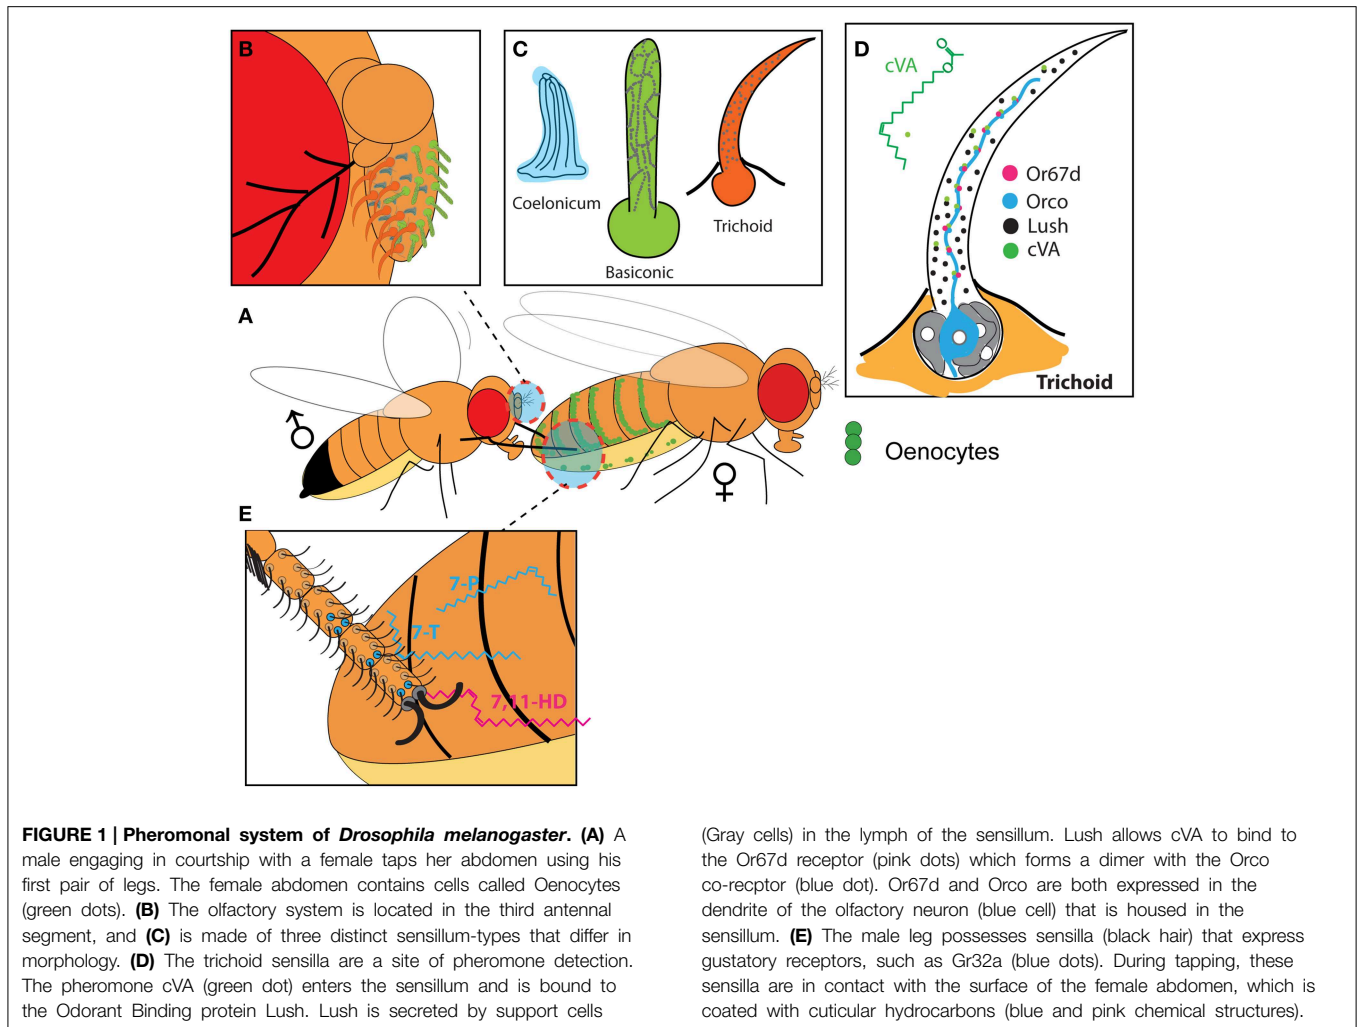 B
C
D
cVA
Coelonicum
Trichoid
Basiconic
Or67d
Orco
Lush
cVA
Trichoid
A
♂
♀
Oenocytes
E
7-P
7-T
7,11-HD
FIGURE 1 | Pheromonal system of Drosophila melanogaster. (A) A
male engaging in courtship with a female taps her abdomen using his
first pair of legs. The female abdomen contains cells called Oenocytes
(green dots). (B) The olfactory system is located in the third antennal
segment, and (C) is made of three distinct sensillum-types that differ in
morphology. (D) The trichoid sensilla are a site of pheromone detection.
The pheromone cVA (green dot) enters the sensillum and is bound to
the Odorant Binding protein Lush. Lush is secreted by support cells
(Gray cells) in the lymph of the sensillum. Lush allows cVA to bind to
the Or67d receptor (pink dots) which forms a dimer with the Orco
co-recptor (blue dot). Or67d and Orco are both expressed in the
dendrite of the olfactory neuron (blue cell) that is housed in the
sensillum. (E) The male leg possesses sensilla (black hair) that express
gustatory receptors, such as Gr32a (blue dots). During tapping, these
sensilla are in contact with the surface of the female abdomen, which is
coated with cuticular hydrocarbons (blue and pink chemical structures).